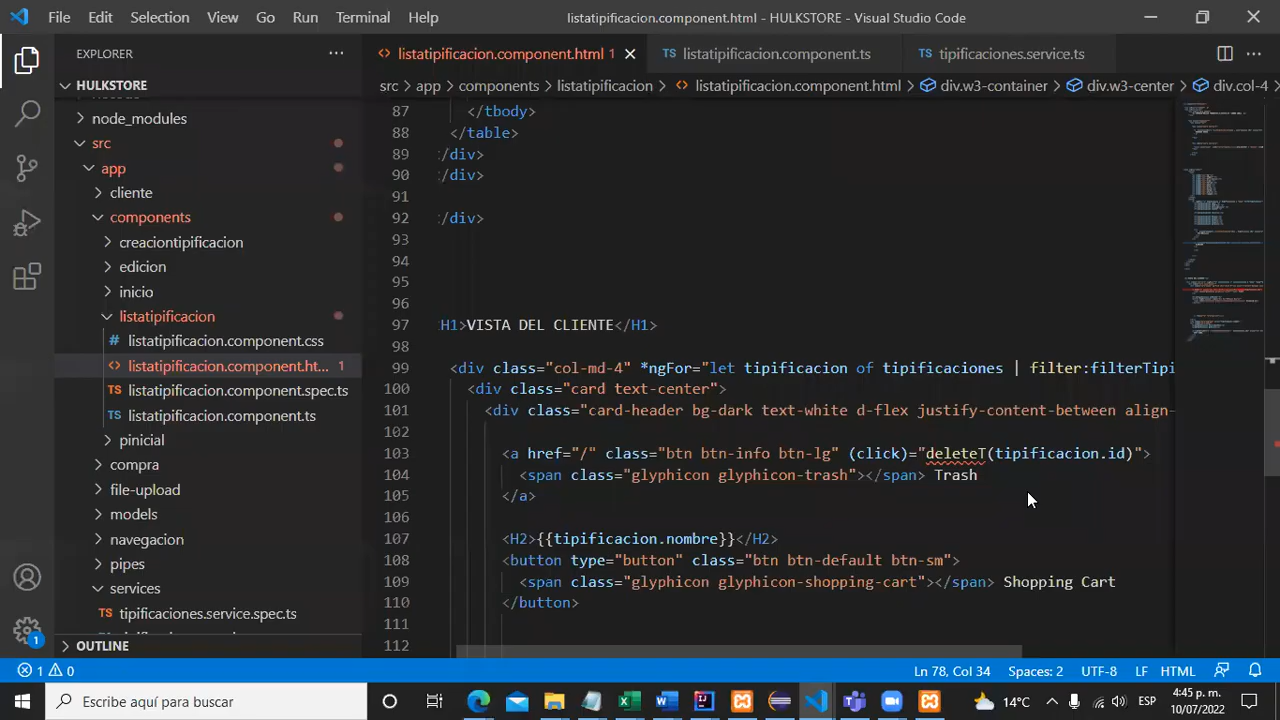 File Edit Selection View Go Run Terminal Help listatipificacion.component.html - HULKSTORE - Visual Studio Code
EXPLORER
listatipificacion.component.html 1 TS listatipificacion.component.ts TS tipificaciones.service.ts
HULKSTORE
src > app > components > listatipificacion > listatipificacion.component.html > div.w3-container > div.w3-center > div.col-4
node_modules
src
app
cliente
components
creaciontipificacion
edicion
inicio
listatipificacion
# listatipificacion.component.css
<> listatipificacion.component.ht... 1
TS listatipificacion.component.spec.ts
TS listatipificacion.component.ts
pinicial
compra
file-upload
models
navegacion
pipes
services
TS tipificaciones.service.spec.ts
OUTLINE
87 </tbody>
88 </table>
89 :/div>
90 :/div>
91
92 :/div>
93
94
95
96
97 H1>VISTA DEL CLIENTE</H1>
98
99 <div class="col-md-4" *ngFor="let tipificacion of tipificaciones | filter:filterTipi
100 <div class="card text-center">
101 <div class="card-header bg-dark text-white d-flex justify-content-between align-
102
103 <a href="/" class="btn btn-info btn-lg" (click)="deleteT(tipificacion.id)">
104 <span class="glyphicon glyphicon-trash"></span> Trash
105 </a>
106
107 <H2>{{tipificacion.nombre}}</H2>
108 <button type="button" class="btn btn-default btn-sm">
109 <span class="glyphicon glyphicon-shopping-cart"></span> Shopping Cart
110 </button>
111
112
1 0 Ln 78, Col 34 Spaces: 2 UTF-8 LF HTML
1
Escribe aquí para buscar
14°C ESP 4:45 p. m.
10/07/2022